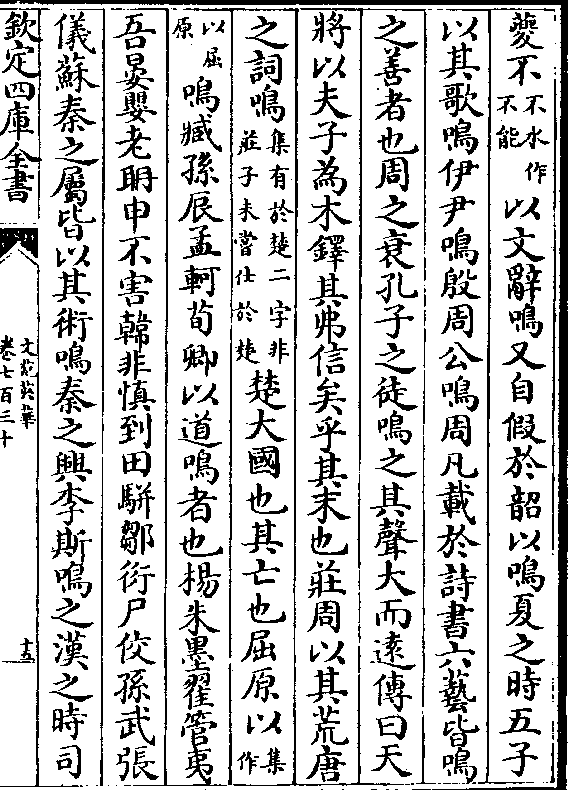 夔不不水作不能以文辭鳴又自假於韶以鳴夏之時五子
以其歌鳴伊尹鳴殷周公鳴周凡載於詩書六藝皆鳴
之善者也周之衰孔子之徒鳴之其聲大而遠傳曰天
將以夫子為木鐸其弗信矣乎其末也莊周以其荒唐
之詞鳴集有於楚二字非莊子未嘗仕於楚楚大國也其亡也屈原以集作
以屈原鳴臧孫辰孟軻荀卿以道鳴者也楊朱墨翟管夷
吾晏嬰老耼申不害韓非慎到田駢鄒衍尸佼孫武張
儀蘇秦之屬皆以其術鳴秦之興李斯鳴之漢之時司
欽定四庫全書
文苑英華
卷七百三十
十五